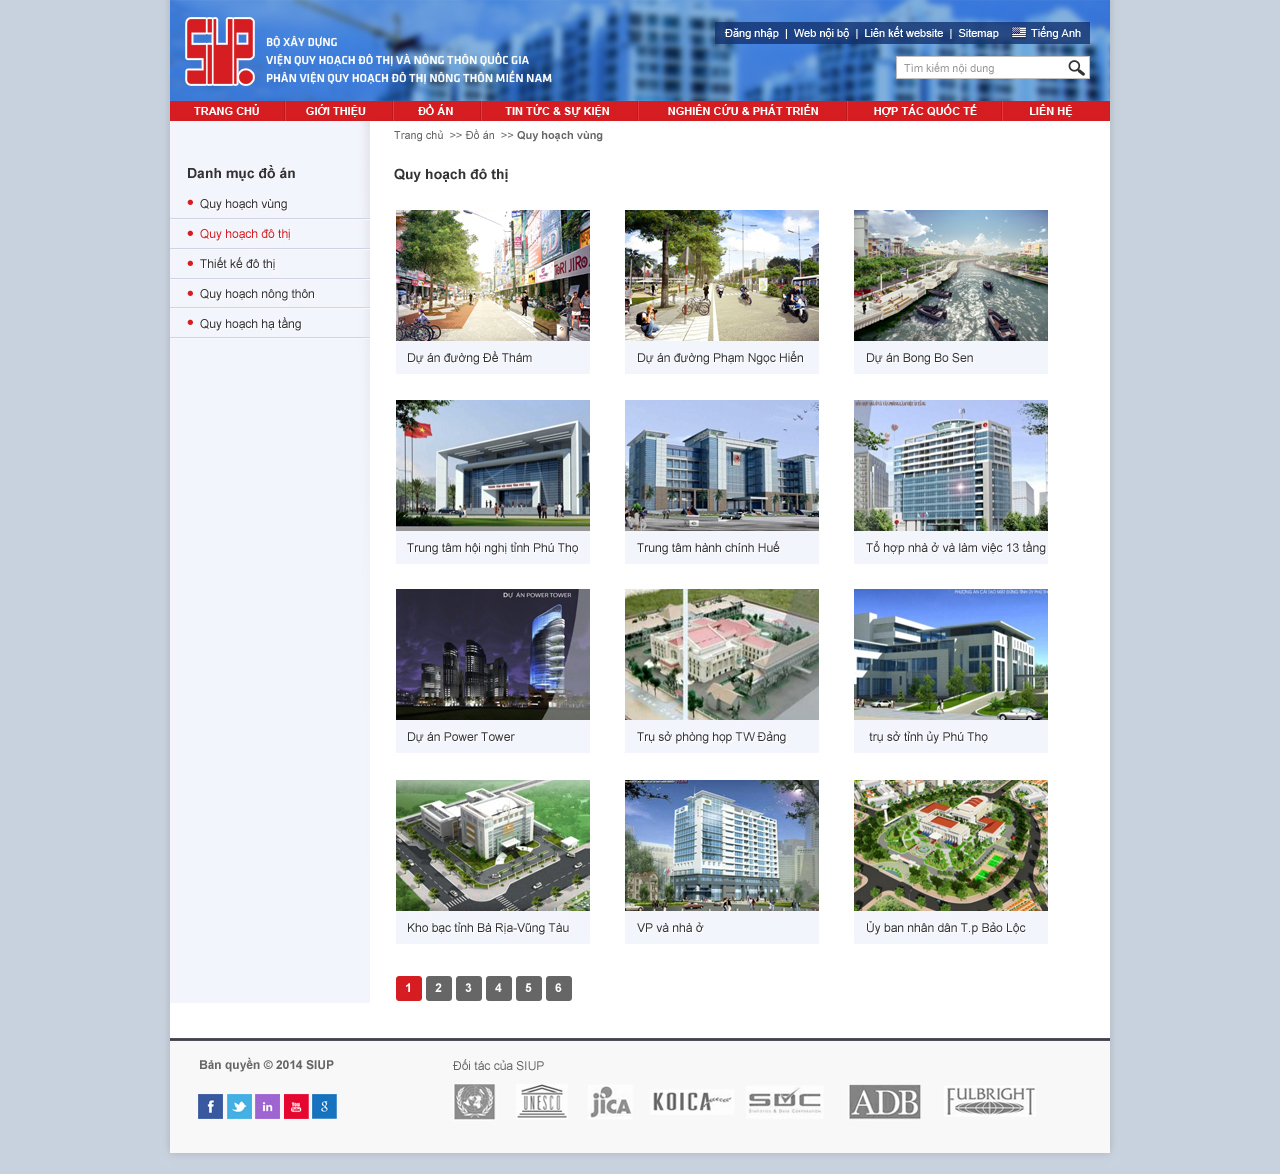 SIUP
BỘ XÂY DỰNG
VIỆN QUY HOẠCH ĐÔ THỊ VÀ NÔNG THÔN QUỐC GIA
PHÂN VIỆN QUY HOẠCH ĐÔ THỊ NÔNG THÔN MIỀN NAM
Đăng nhập | Web nội bộ | Liên kết website | Sitemap Tiếng Anh
Tìm kiếm nội dung
TRANG CHỦ GIỚI THIỆU ĐỒ ÁN TIN TỨC & SỰ KIỆN NGHIÊN CỨU & PHÁT TRIỂN HỢP TÁC QUỐC TẾ LIÊN HỆ
Trang chủ >> Đồ án >> Quy hoạch vùng
Danh mục đồ án
Quy hoạch vùng
Quy hoạch đô thị
Thiết kế đô thị
Quy hoạch nông thôn
Quy hoạch hạ tầng
Quy hoạch đô thị
TORI JIRO
Dự án đường Đề Thám
Dự án đường Phạm Ngọc Hiển
Dự án Bong Bo Sen
Trung tâm hội nghị tỉnh Phú Thọ
Trung tâm hành chính Huế
Tổ hợp nhà ở và làm việc 13 tầng
DỰ ÁN POWER TOWER
Dự án Power Tower
Trụ sở phòng họp TW Đảng
trụ sở tỉnh ủy Phú Thọ
Kho bạc tỉnh Bà Rịa-Vũng Tàu
VP và nhà ở
Ủy ban nhân dân T.p Bảo Lộc
1 2 3 4 5 6
Bản quyền © 2014 SIUP
Đối tác của SIUP
f in You Tube g
UNESCO jICA KOICA SDC ADB FULBRIGHT
STATISTICS & DATA CORPORATION